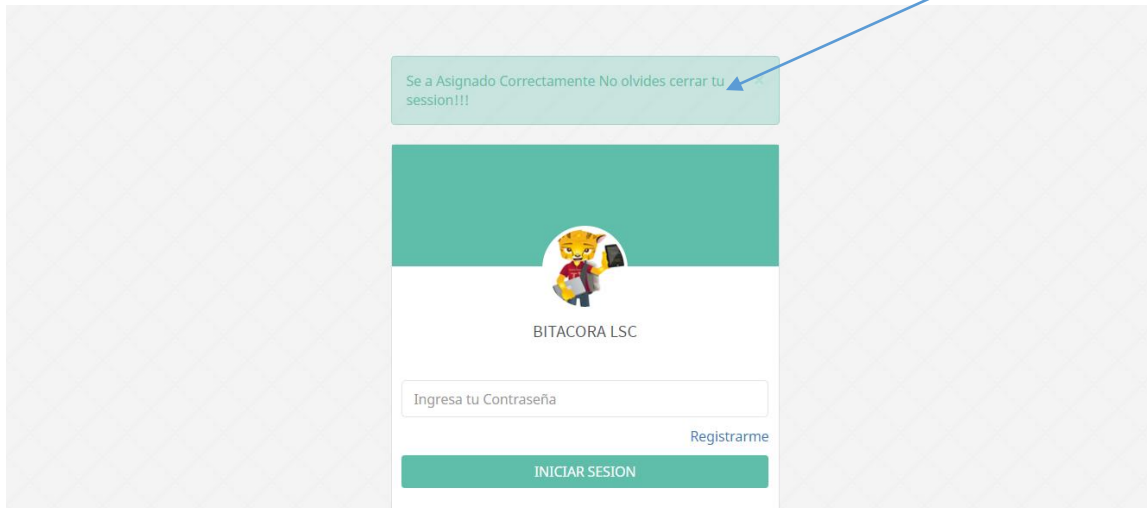 Se a Asignado Correctamente No olvides cerrar tu
session!!!
BITACORA LSC
Ingresa tu Contraseña
Registrarme
INICIAR SESION